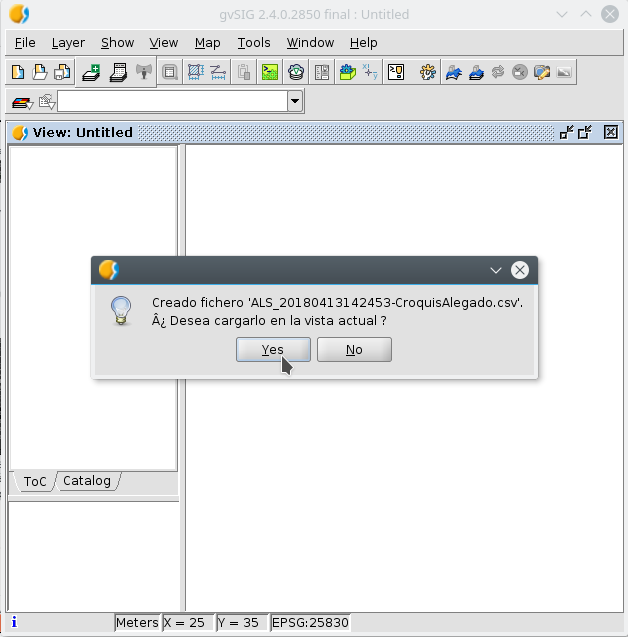 gvSIG 2.4.0.2850 final : Untitled
File Layer Show View Map Tools Window Help
View: Untitled
Creado fichero 'ALS_20180413142453-CroquisAlegado.csv'.
Â¿ Desea cargarlo en la vista actual ?
Yes No
ToC Catalog
i Meters X = 25 Y = 35 EPSG:25830